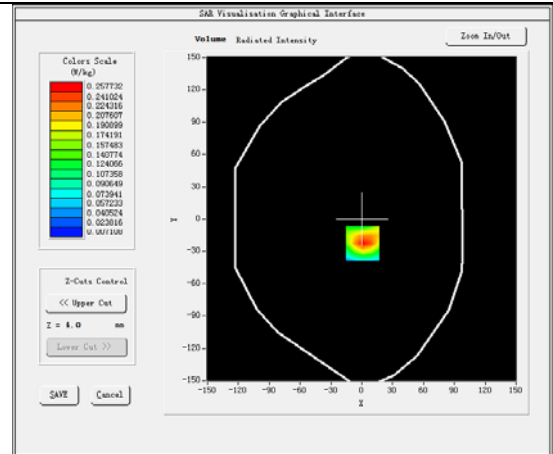 SAR Visualisation Graphical Interface
Volume Radiated Intensity
Zoom In/Out
Colors Scale
(W/kg)
0.257732
0.241024
0.224316
0.207607
0.190899
0.174191
0.157483
0.140774
0.124066
0.107358
0.090649
0.073941
0.057233
0.040524
0.023816
0.007108
Z-Cuts Control
<< Upper Cut
Z = 4.0 mm
Lower Cut >>
SAVE Cancel
150
120
90
60
30
Y 0
-30
-60
-90
-120
-150
-150 -120 -90 -60 -30 0 30 60 90 120 150
X